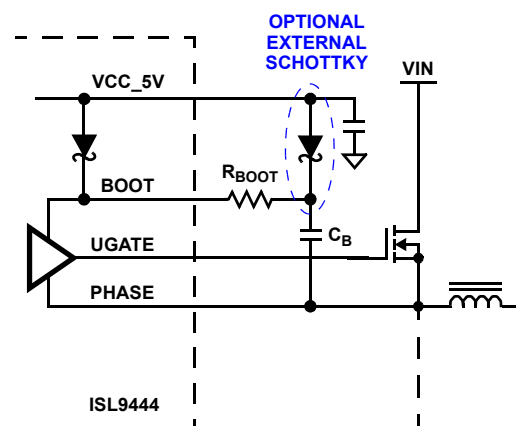 OPTIONAL
EXTERNAL
SCHOTTKY
VCC_5V
VIN
BOOT
RBOOT
CB
UGATE
PHASE
ISL9444